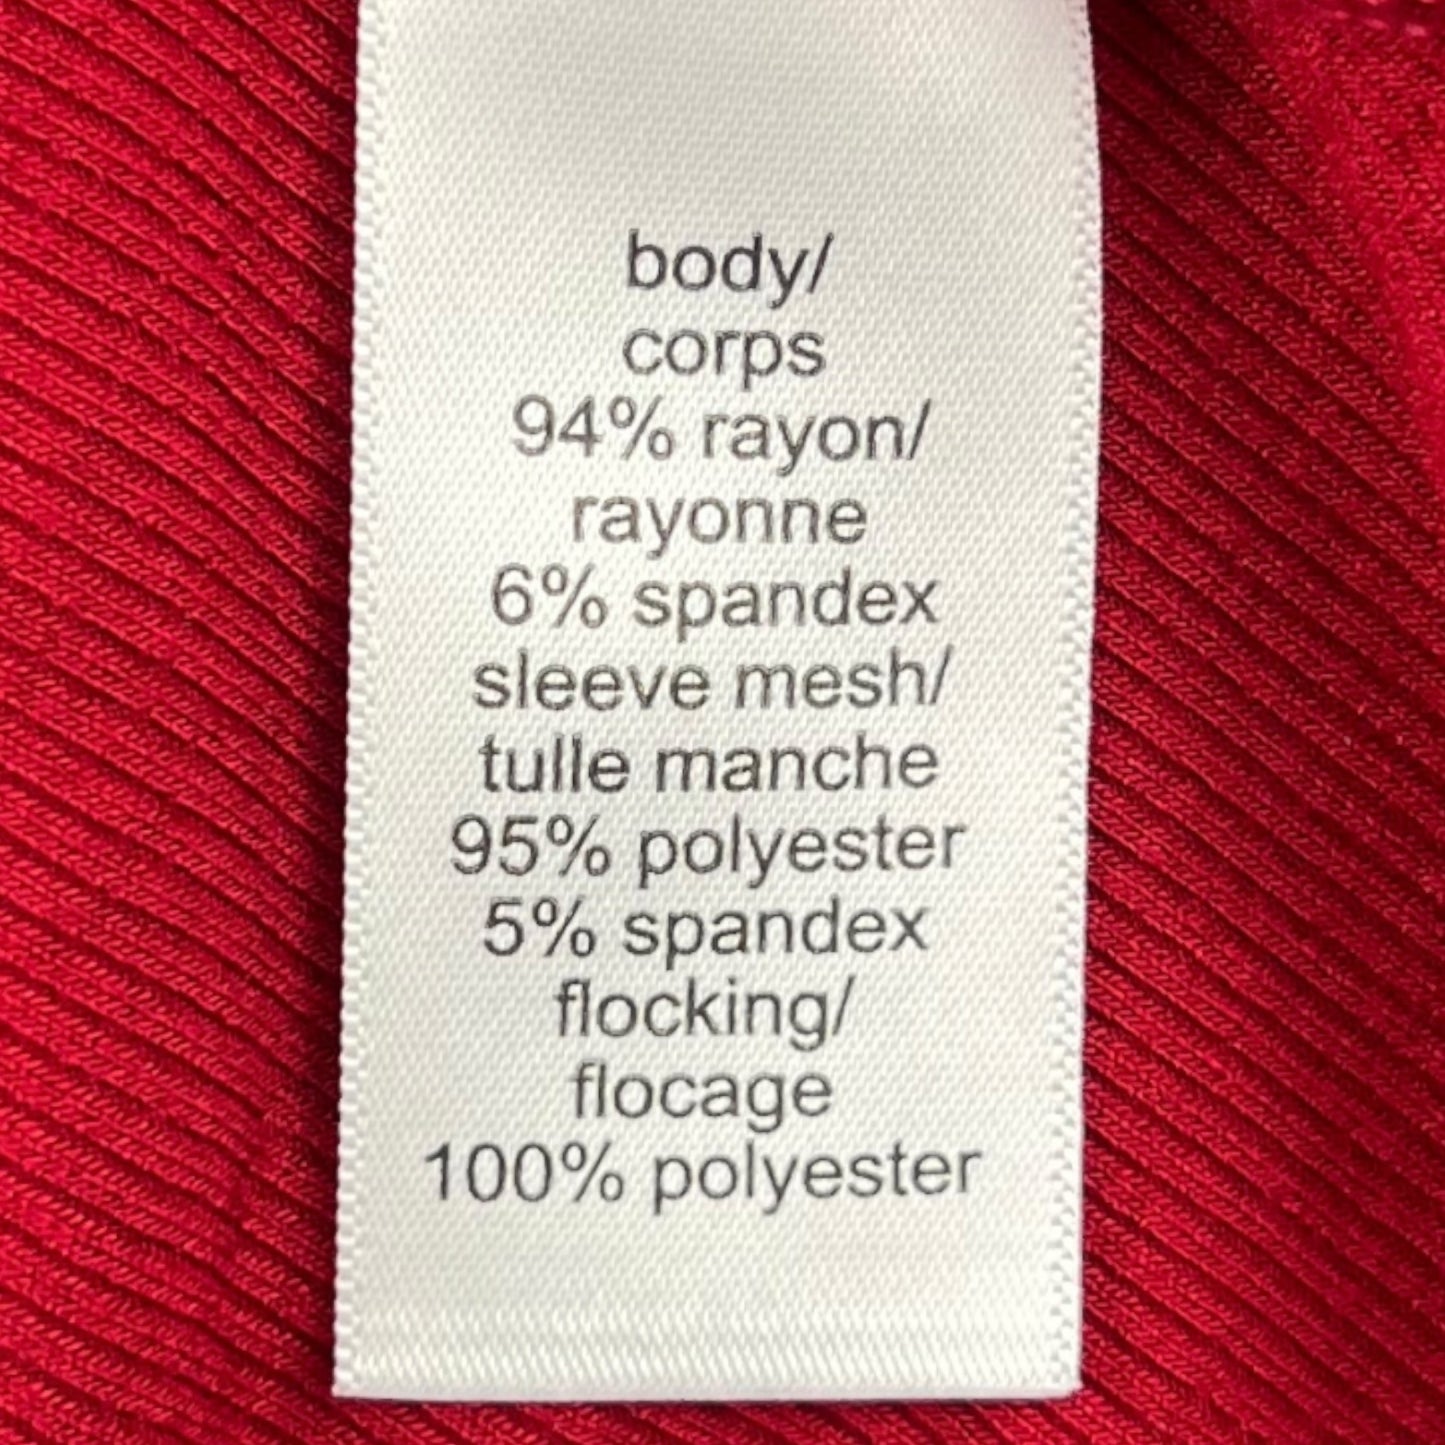 body/
corps
94% rayon/
rayonne
6% spandex
sleeve mesh/
tulle manche
95% polyester
5% spandex
flocking/
flocage
100% polyester